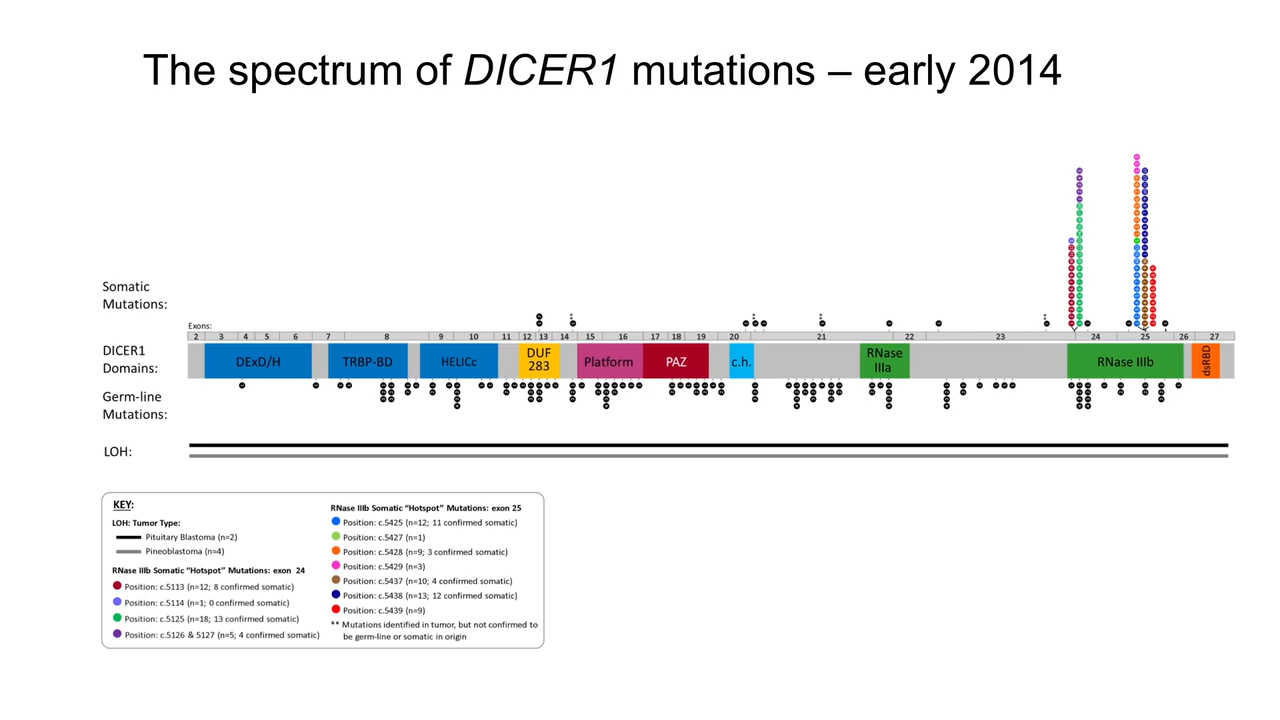 The spectrum of DICER1 mutations – early 2014
Somatic
Mutations:
Exons:
2 3 4 5 6 7 8 9 10 11 12 13 14 15 16 17 18 19 20 21 22 23 24 25 26 27
DICER1
Domains:
DExD/H
TRBP-BD
HELICc
DUF
283
Platform
PAZ
c.h.
RNase
IIIa
RNase IIIb
dsRBD
Germ-line
Mutations:
LOH:
KEY:
LOH: Tumor Type:
Pituitary Blastoma (n=2)
Pineoblastoma (n=4)
RNase IIIb Somatic “Hotspot” Mutations: exon 24
Position: c.5113 (n=12; 8 confirmed somatic)
Position: c.5114 (n=1; 0 confirmed somatic)
Position: c.5125 (n=18; 13 confirmed somatic)
Position: c.5126 & 5127 (n=5; 4 confirmed somatic)
RNase IIIb Somatic “Hotspot” Mutations: exon 25
Position: c.5425 (n=12; 11 confirmed somatic)
Position: c.5427 (n=1)
Position: c.5428 (n=9; 3 confirmed somatic)
Position: c.5429 (n=3)
Position: c.5437 (n=10; 4 confirmed somatic)
Position: c.5438 (n=13; 12 confirmed somatic)
Position: c.5439 (n=9)
** Mutations identified in tumor, but not confirmed to
be germ-line or somatic in origin